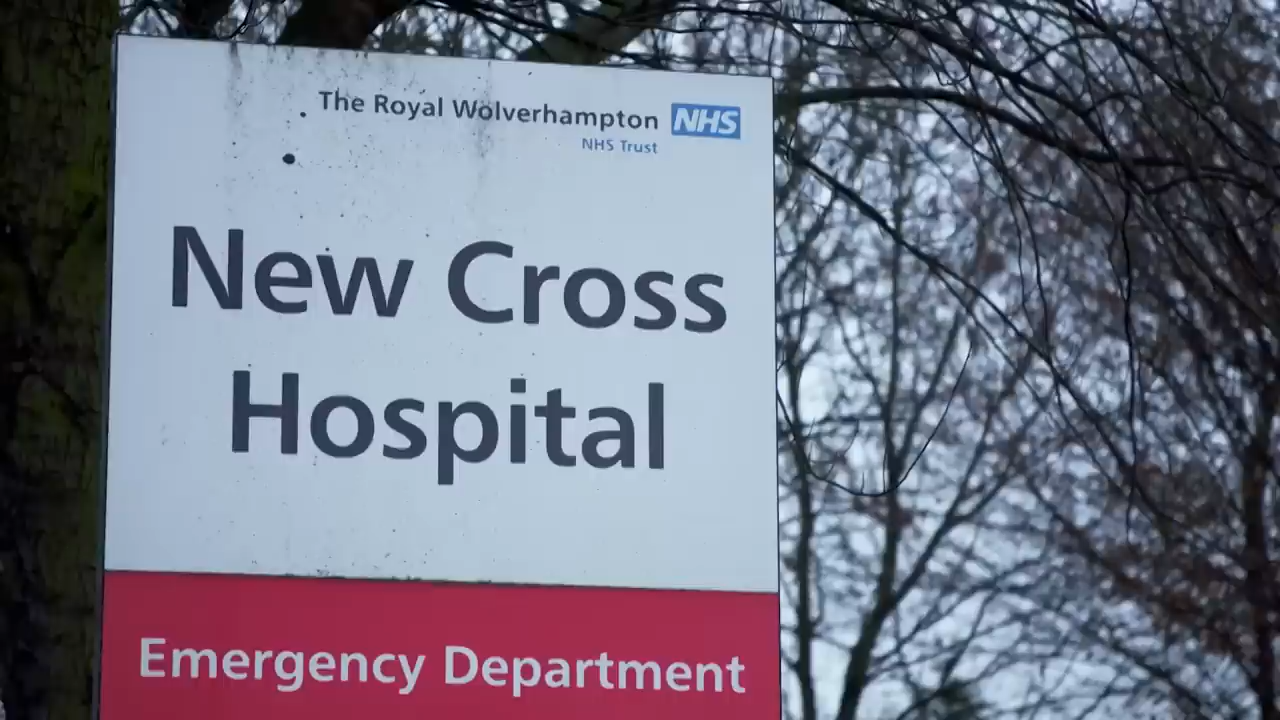 The Royal Wolverhampton NHS
NHS Trust
New Cross
Hospital
Emergency Department